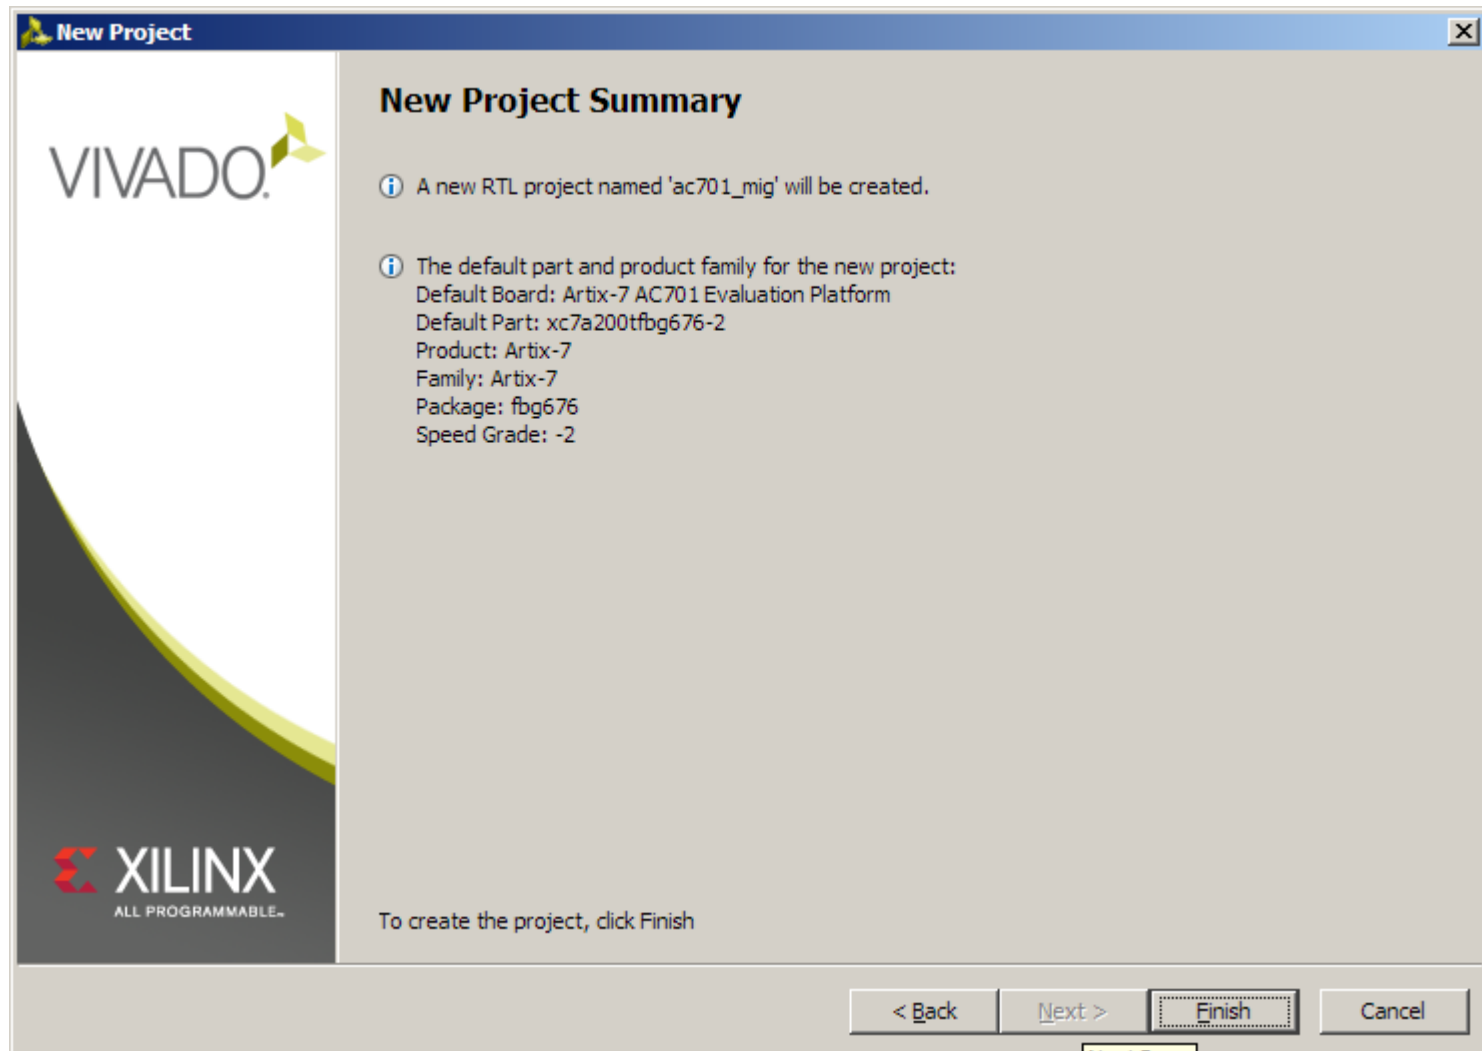 New Project
New Project Summary
VIVADO.
A new RTL project named 'ac701_mig' will be created.
The default part and product family for the new project:
Default Board: Artix-7 AC701 Evaluation Platform
Default Part: xc7a200tfbg676-2
Product: Artix-7
Family: Artix-7
Package: fbg676
Speed Grade: -2
XILINX
ALL PROGRAMMABLE™
To create the project, click Finish
< Back Next > Finish Cancel